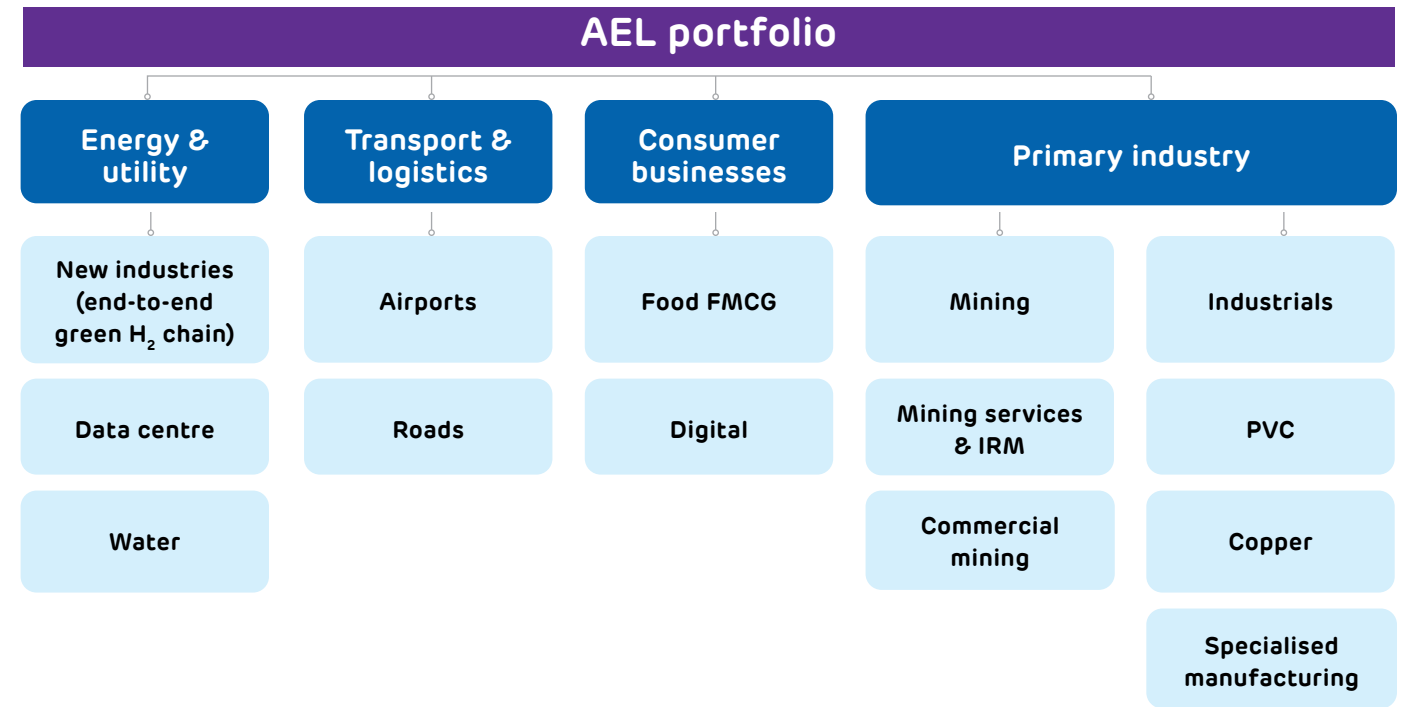 AEL portfolio
Energy &
utility
Transport &
logistics
Consumer
businesses
Primary industry
New industries
(end-to-end
green H₂ chain)
Airports
Food FMCG
Mining
Industrials
Data centre
Roads
Digital
Mining services
& IRM
PVC
Water
Commercial
mining
Copper
Specialised
manufacturing